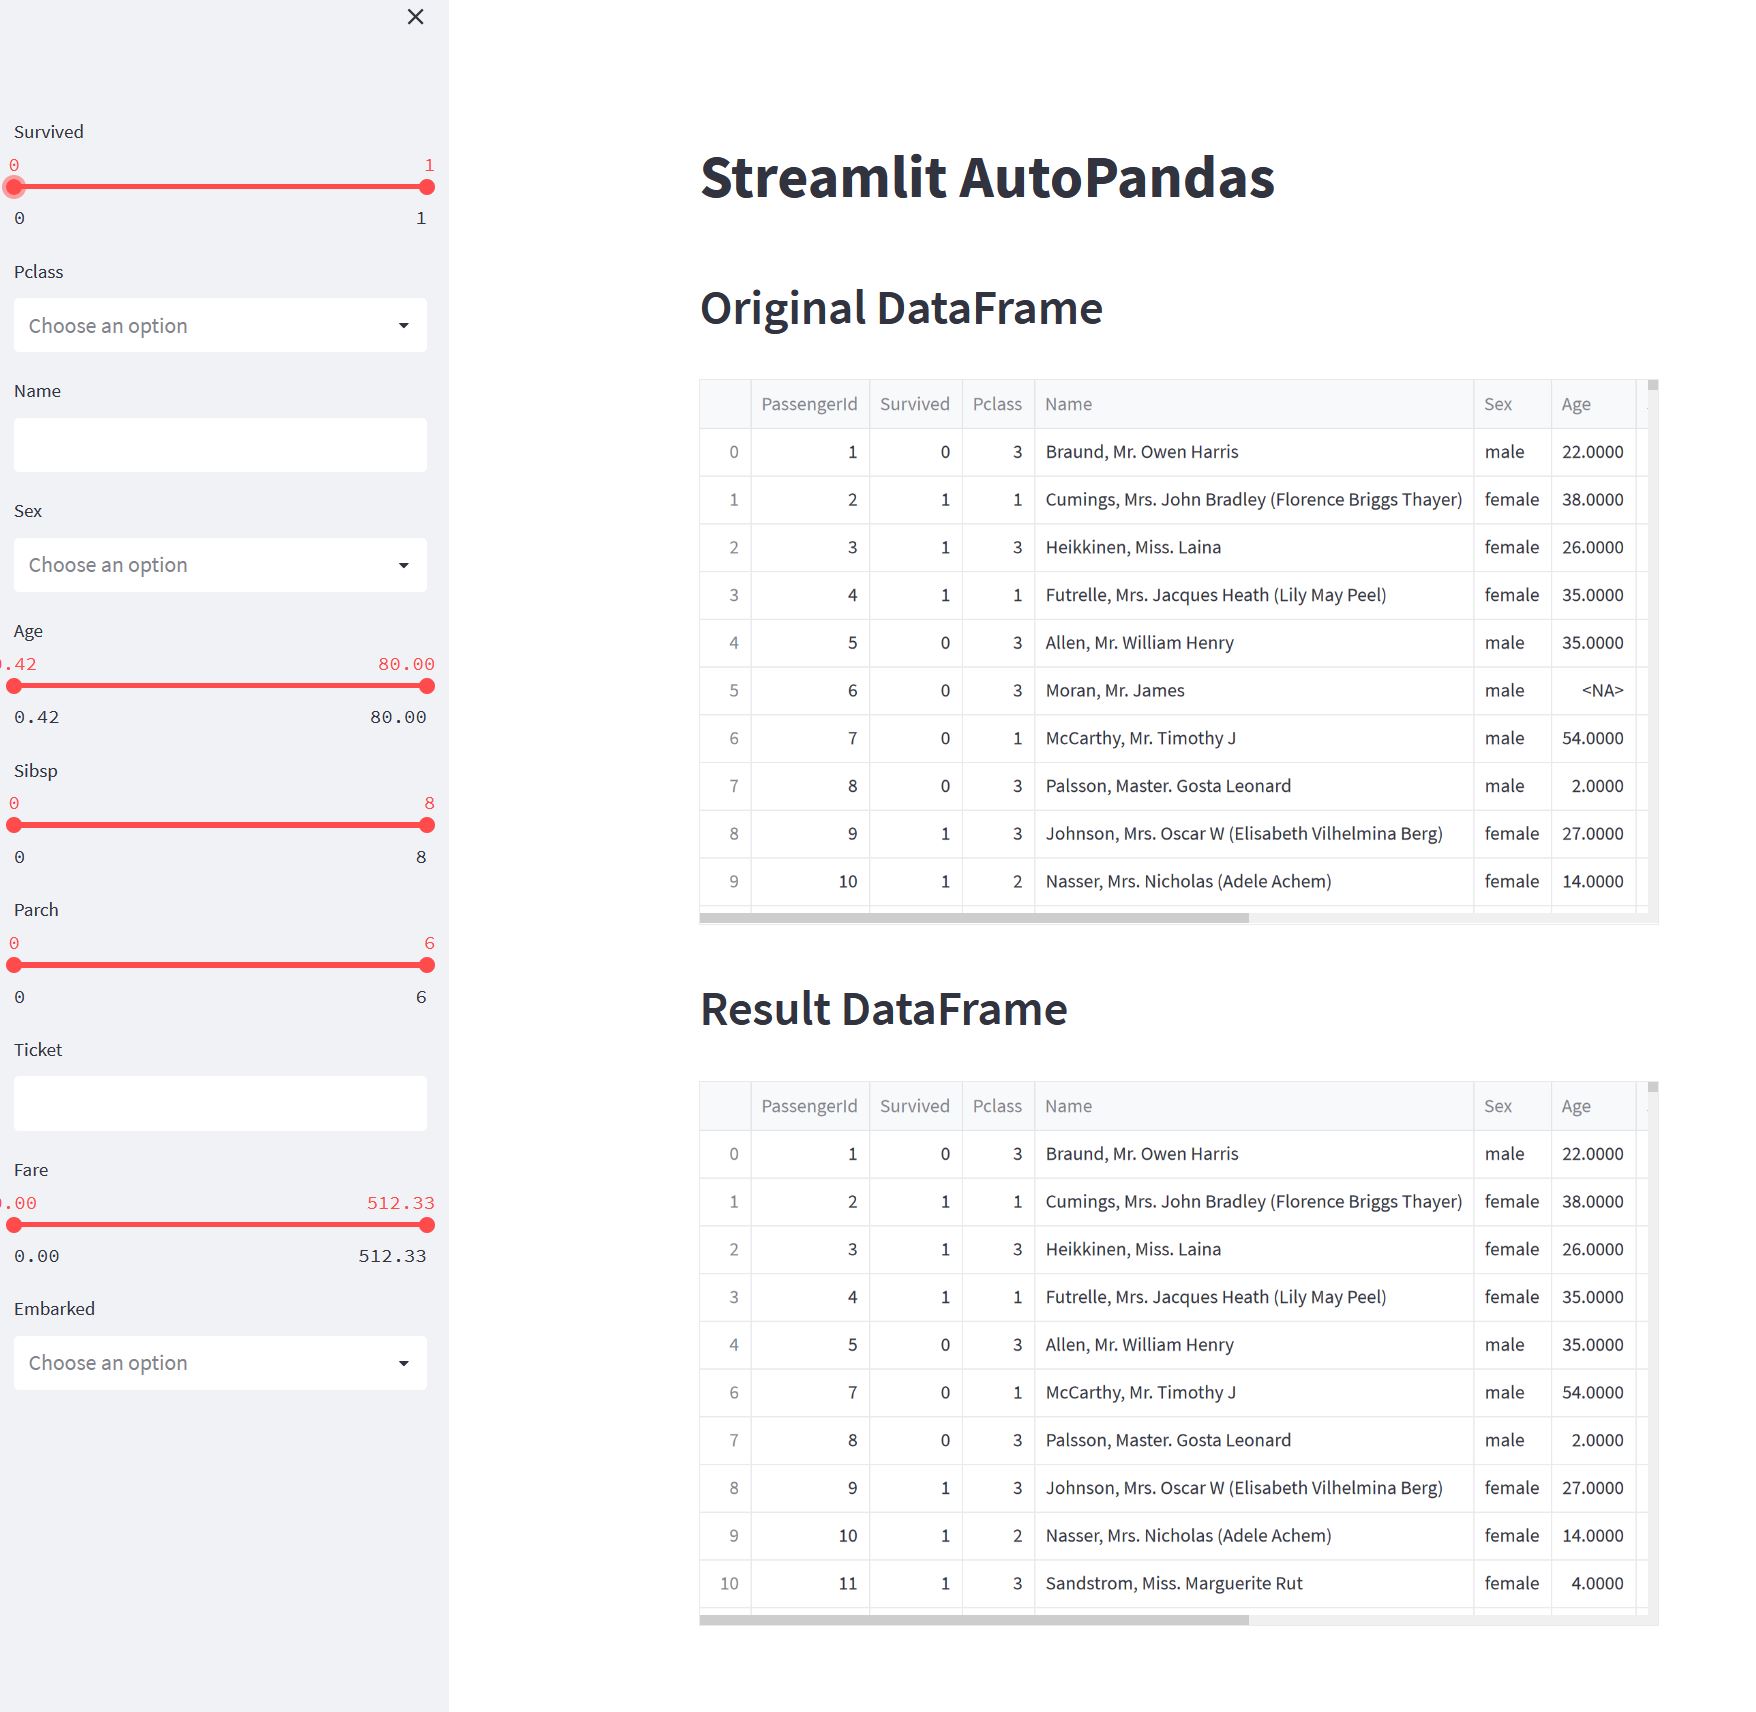 Survived
0 1
0 1
Pclass
Choose an option
Name
Sex
Choose an option
Age
.42 80.00
0.42 80.00
Sibsp
0 8
0 8
Parch
0 6
0 6
Ticket
Fare
.00 512.33
0.00 512.33
Embarked
Choose an option
Streamlit AutoPandas
Original DataFrame
PassengerId Survived Pclass Name Sex Age
0 1 0 3 Braund, Mr. Owen Harris male 22.0000
1 2 1 1 Cumings, Mrs. John Bradley (Florence Briggs Thayer) female 38.0000
2 3 1 3 Heikkinen, Miss. Laina female 26.0000
3 4 1 1 Futrelle, Mrs. Jacques Heath (Lily May Peel) female 35.0000
4 5 0 3 Allen, Mr. William Henry male 35.0000
5 6 0 3 Moran, Mr. James male <NA>
6 7 0 1 McCarthy, Mr. Timothy J male 54.0000
7 8 0 3 Palsson, Master. Gosta Leonard male 2.0000
8 9 1 3 Johnson, Mrs. Oscar W (Elisabeth Vilhelmina Berg) female 27.0000
9 10 1 2 Nasser, Mrs. Nicholas (Adele Achem) female 14.0000
Result DataFrame
PassengerId Survived Pclass Name Sex Age
0 1 0 3 Braund, Mr. Owen Harris male 22.0000
1 2 1 1 Cumings, Mrs. John Bradley (Florence Briggs Thayer) female 38.0000
2 3 1 3 Heikkinen, Miss. Laina female 26.0000
3 4 1 1 Futrelle, Mrs. Jacques Heath (Lily May Peel) female 35.0000
4 5 0 3 Allen, Mr. William Henry male 35.0000
6 7 0 1 McCarthy, Mr. Timothy J male 54.0000
7 8 0 3 Palsson, Master. Gosta Leonard male 2.0000
8 9 1 3 Johnson, Mrs. Oscar W (Elisabeth Vilhelmina Berg) female 27.0000
9 10 1 2 Nasser, Mrs. Nicholas (Adele Achem) female 14.0000
10 11 1 3 Sandstrom, Miss. Marguerite Rut female 4.0000